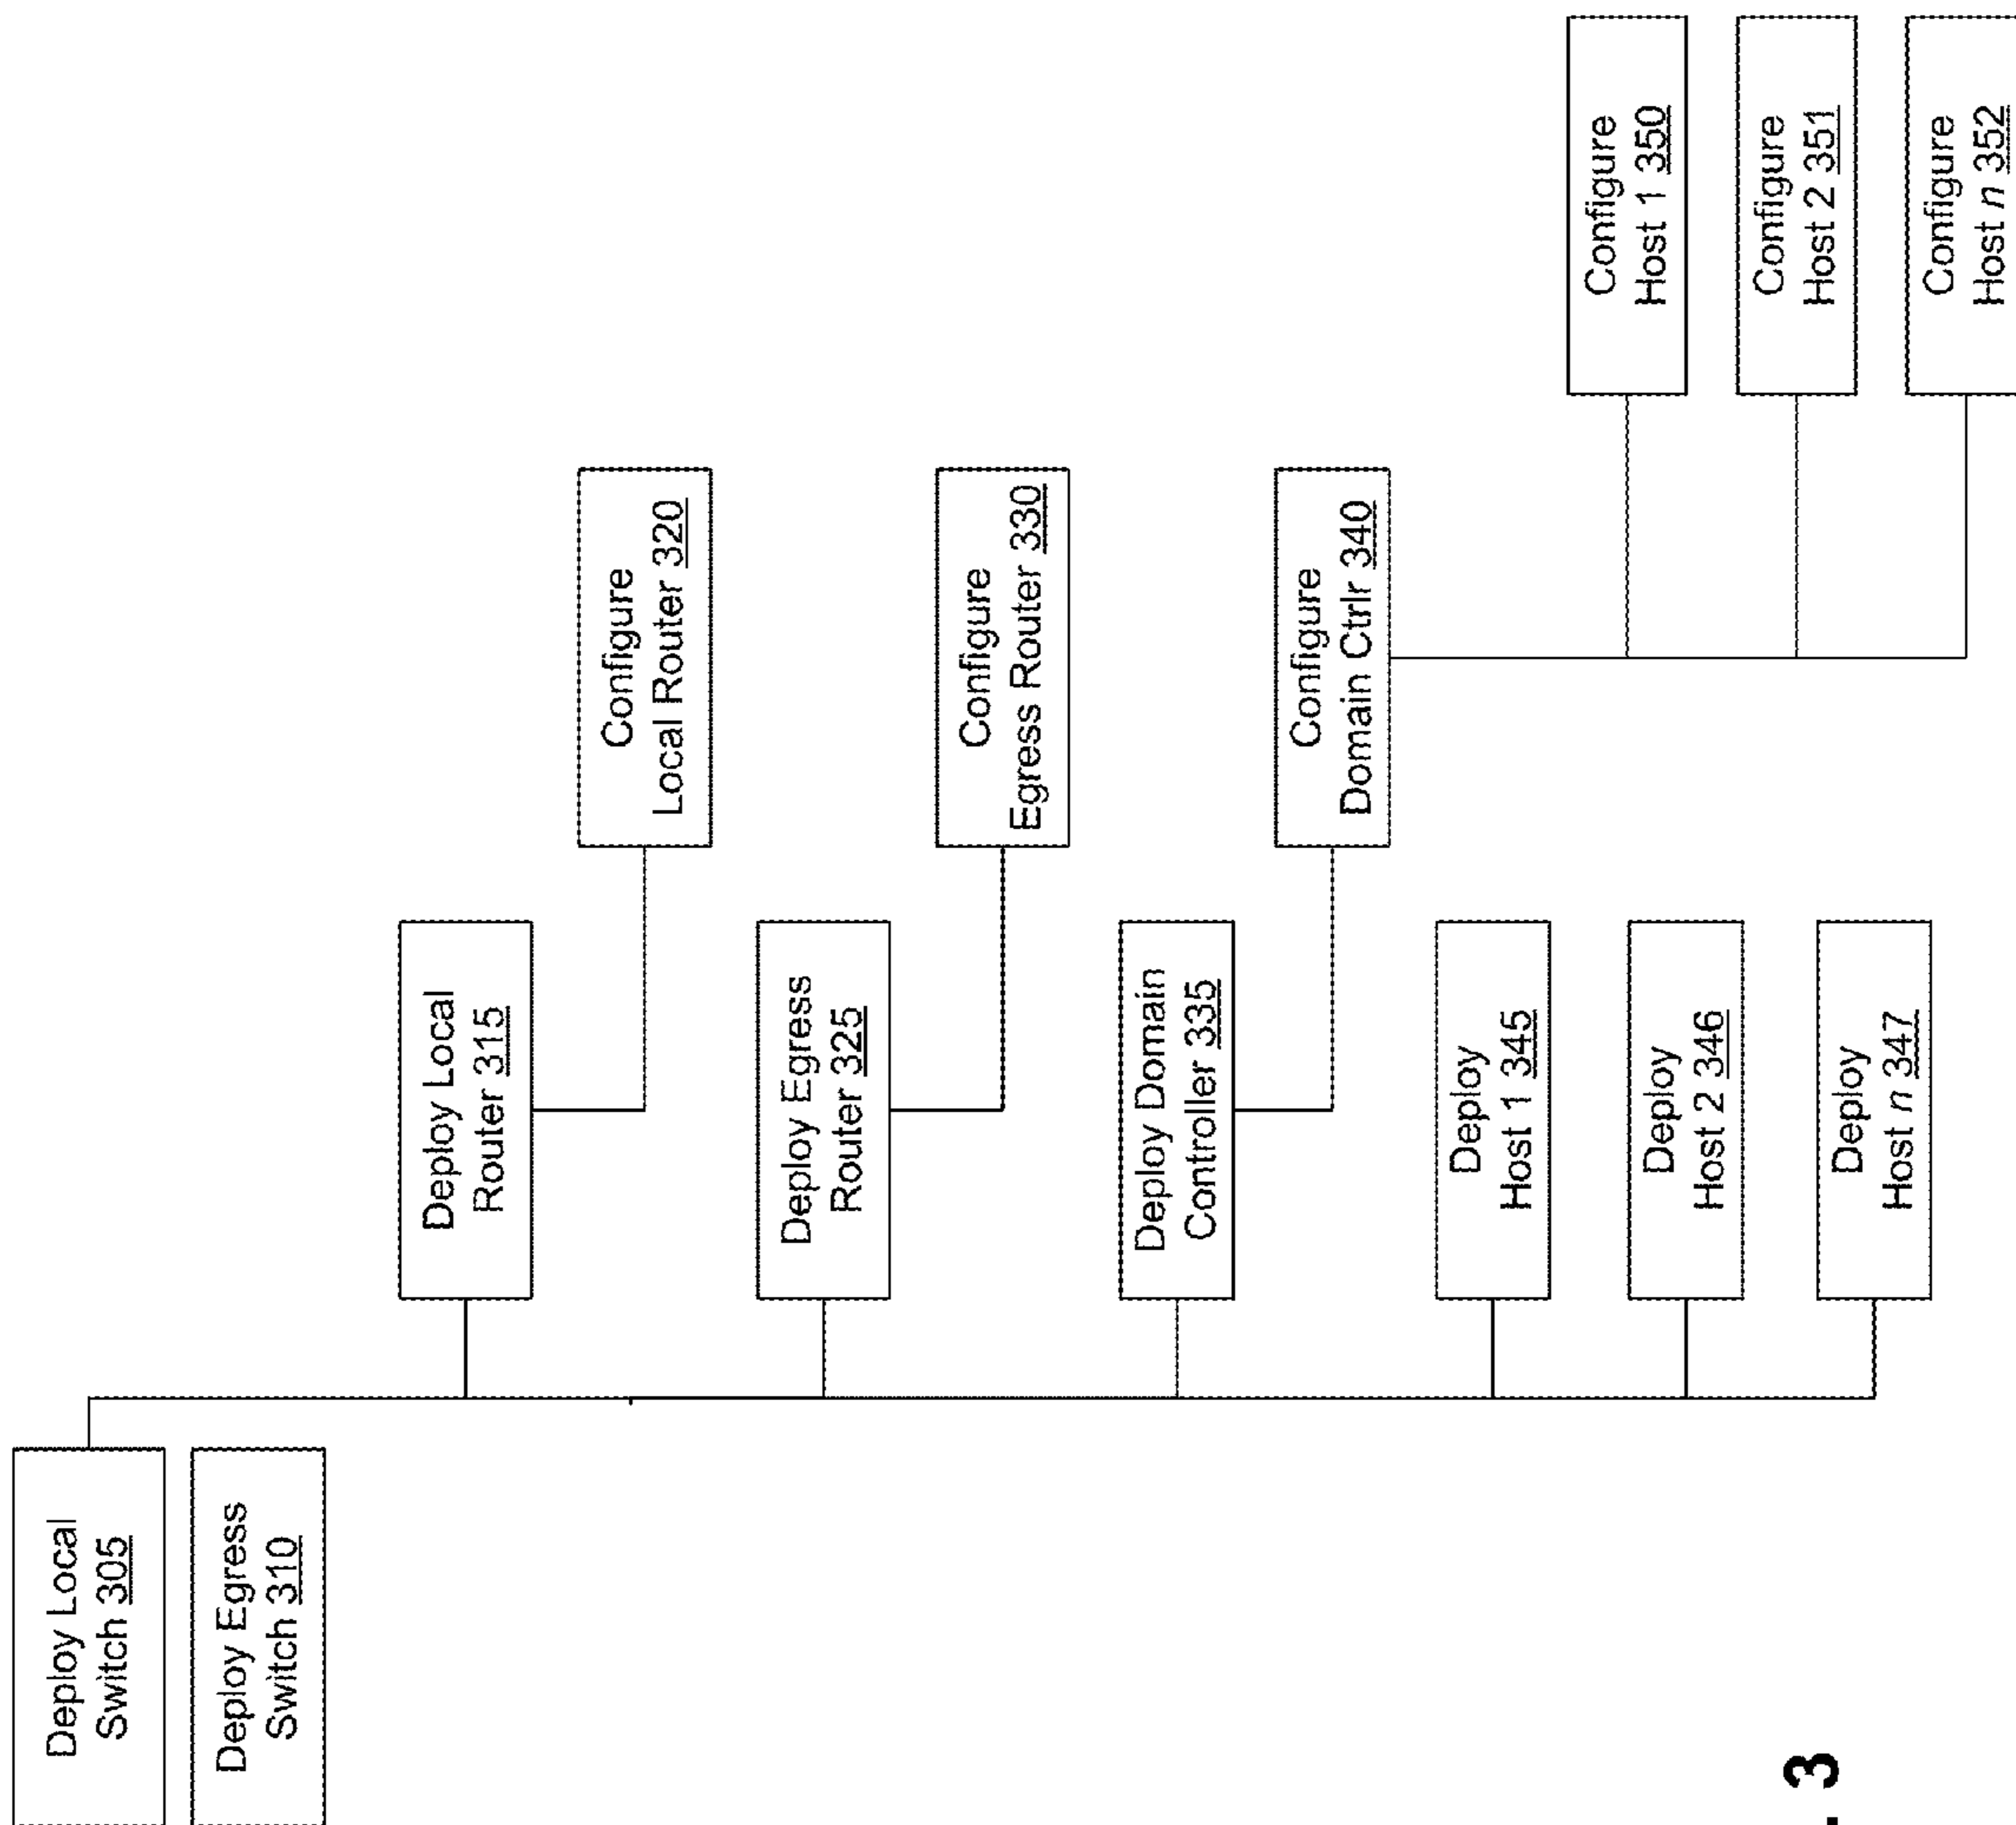 Deploy Local
Switch 305
Deploy Egress
Switch 310
Deploy Local
Router 315
Configure
Local Router 320
Deploy Egress
Router 325
Configure
Egress Router 330
Deploy Domain
Controller 335
Configure
Domain Ctrlr 340
Deploy
Host 1 345
Deploy
Host 2 346
Deploy
Host n 347
Configure
Host 1 350
Configure
Host 2 351
Configure
Host n 352
. 3